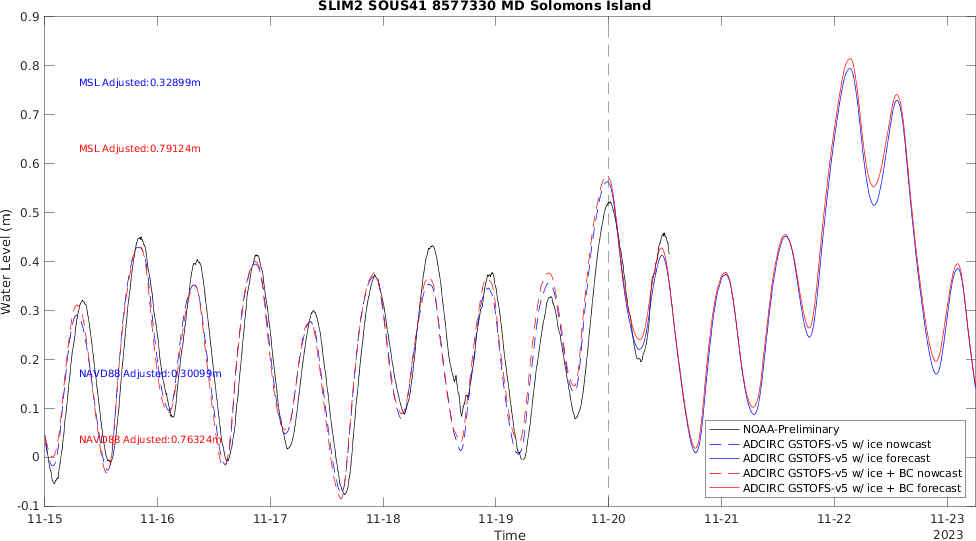 SLIM2 SOUS41 8577330 MD Solomons Island
0.9
0.8
0.7
0.6
0.5
0.4
0.3
0.2
0.1
0
-0.1
Water Level (m)
MSL Adjusted:0.32899m
MSL Adjusted:0.79124m
NAVD88 Adjusted:0.30099m
NAVD88 Adjusted:0.76324m
NOAA-Preliminary
ADCIRC GSTOFS-v5 w/ ice nowcast
ADCIRC GSTOFS-v5 w/ ice forecast
ADCIRC GSTOFS-v5 w/ ice + BC nowcast
ADCIRC GSTOFS-v5 w/ ice + BC forecast
11-15 11-16 11-17 11-18 11-19 11-20 11-21 11-22 11-23
Time
2023